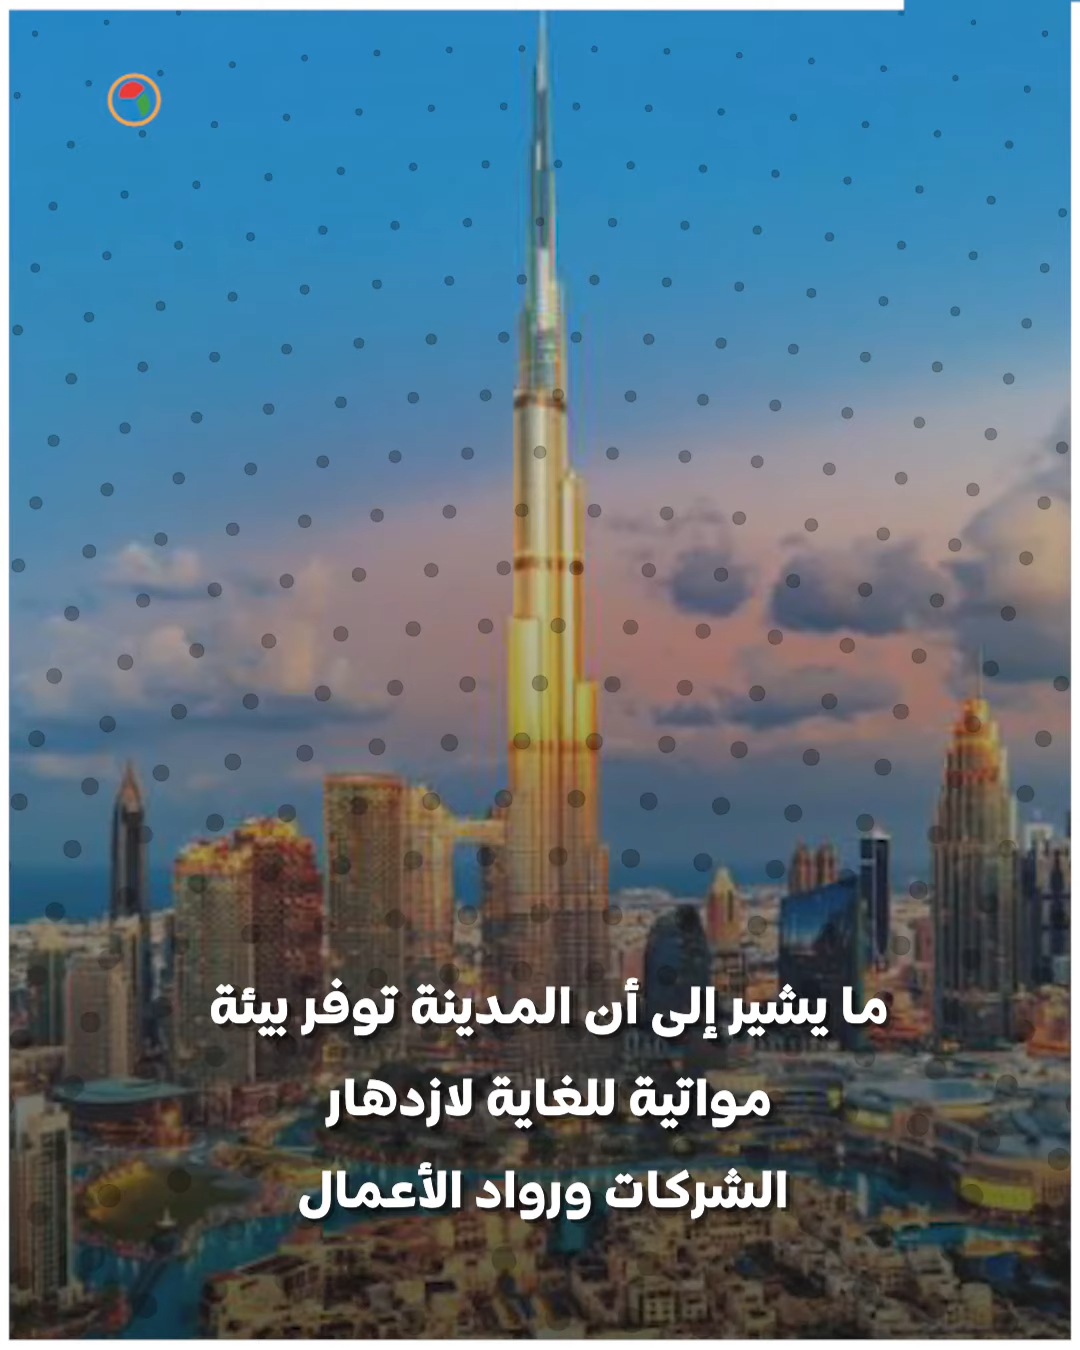 ما يشير إلى أن المدينة توفر بيئة
مواتية للغاية لازدهار
الشركات ورواد الأعمال